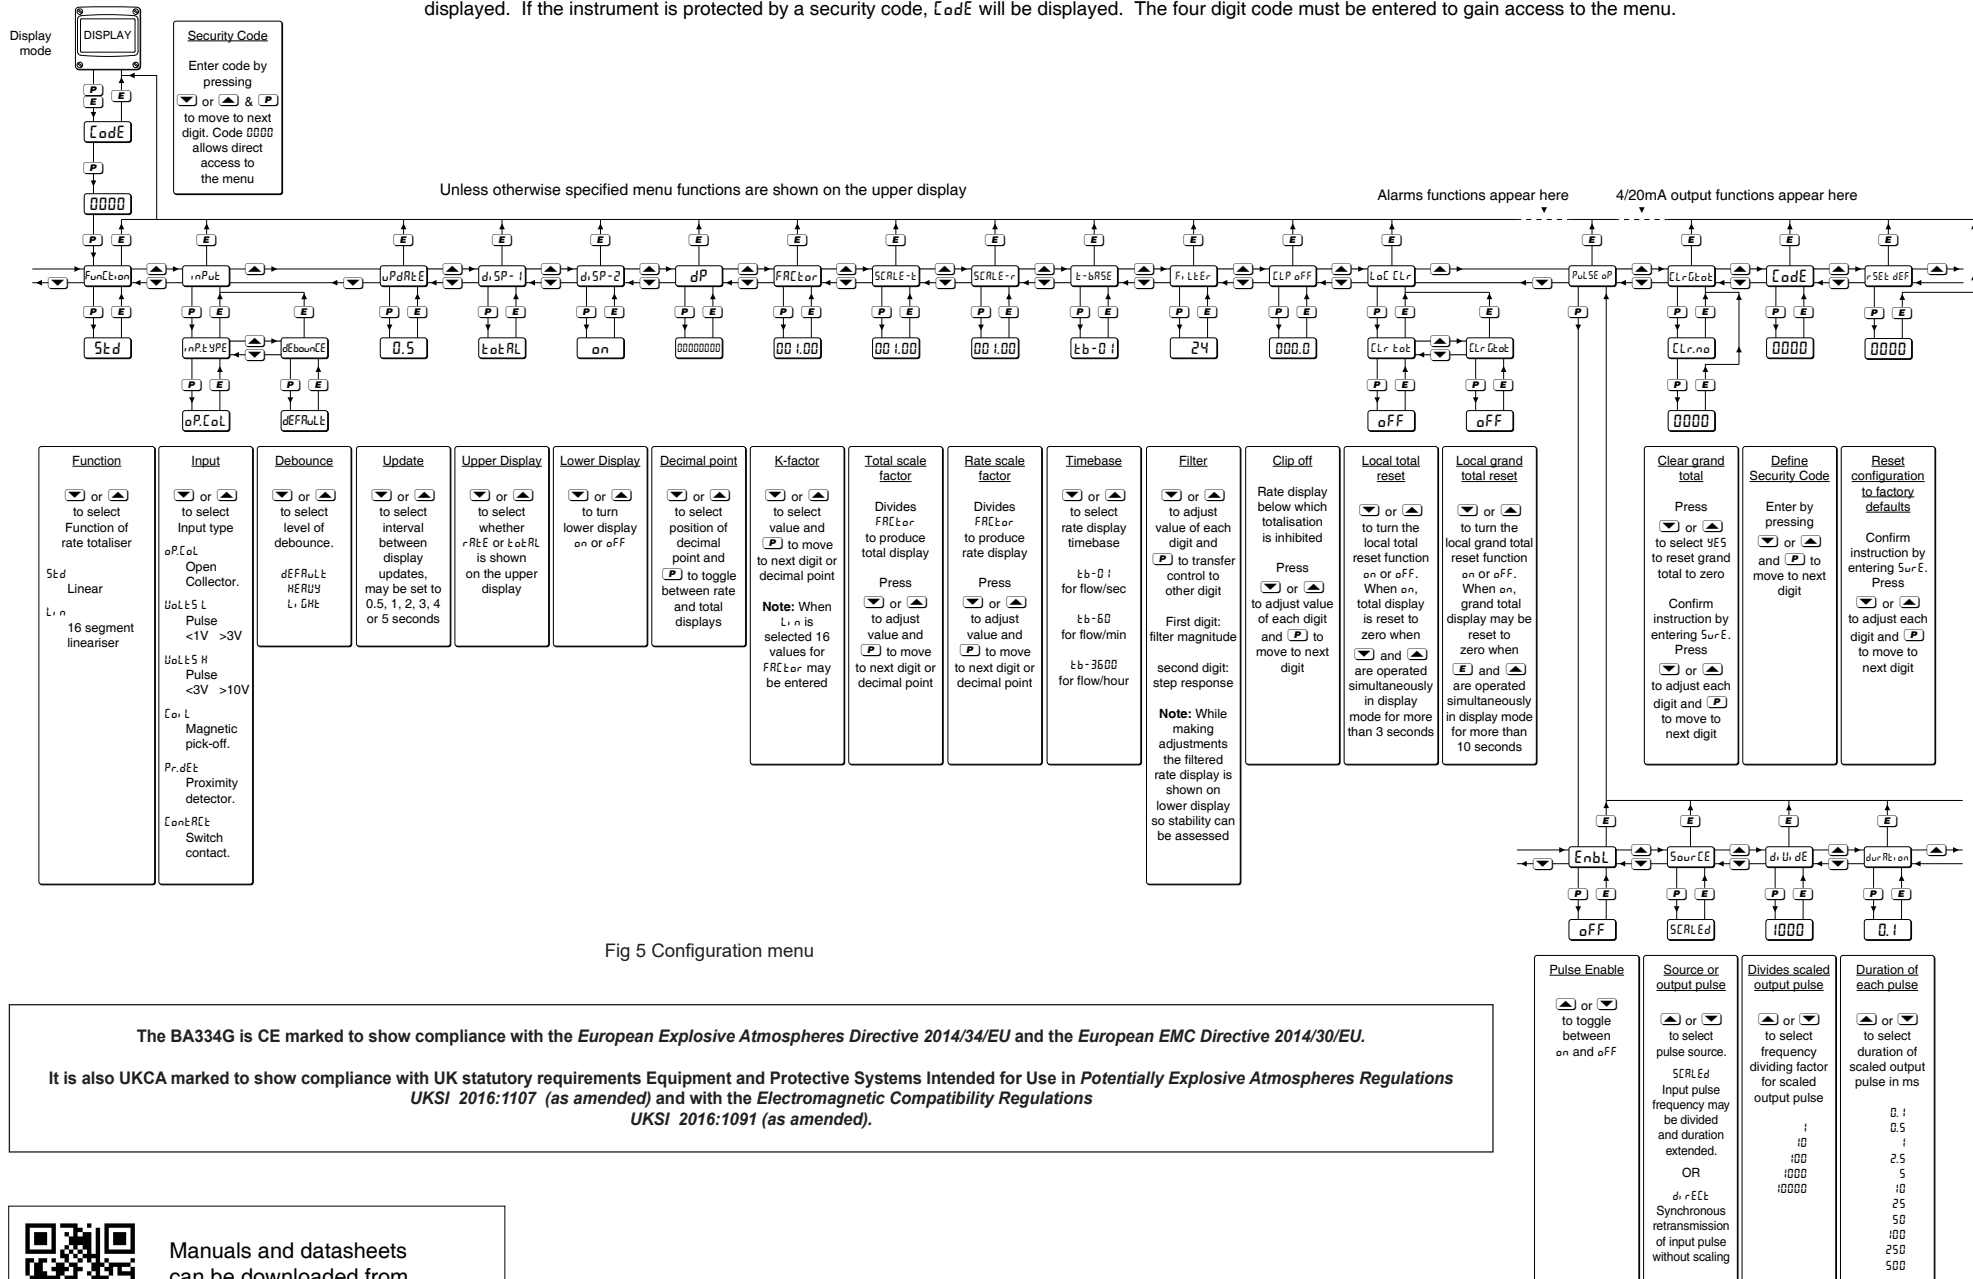 displayed. If the instrument is protected by a security code, CodE will be displayed. The four digit code must be entered to gain access to the menu.
Display
mode
DISPLAY
P
E
E
CodE
P
0000
Security Code
Enter code by
pressing
▼ or ▲ & P
to move to next
digit. Code 0000
allows direct
access to
the menu
Unless otherwise specified menu functions are shown on the upper display
Alarms functions appear here
4/20mA output functions appear here
P E E E E E E E E E E E E E E E E E
FunCtion inPut uPdAtE diSP-1 diSP-2 dP FACtor SCALE-t SCALE-r t-bASE FiLtEr CLP oFF LoC CLr PuLSE oP CLr Gtot CodE rSEt dEF
P E P E E P E P E P E P E P E P E P E P E P E P E P E E P P E P E P E
Std inP.tYPE dEbounCE 0.5 totAL on 00000000 001.00 001.00 001.00 tb-01 24 000.0 CLr tot CLr Gtot CLr.no 0000 0000
P E P E P E P E P E
oP.CoL dEFAuLt oFF oFF 0000
Function
▼ or ▲
to select
Function of
rate totaliser
Std
Linear
Lin
16 segment
lineariser
Input
▼ or ▲
to select
Input type
oP.CoL
Open
Collector.
VoLtS L
Pulse
<1V >3V
VoLtS H
Pulse
<3V >10V
CoiL
Magnetic
pick-off.
Pr.dEt
Proximity
detector.
ContACt
Switch
contact.
Debounce
▼ or ▲
to select
level of
debounce.
dEFAuLt
HEAVY
LiGHt
Update
▼ or ▲
to select
interval
between
display
updates,
may be set to
0.5, 1, 2, 3, 4
or 5 seconds
Upper Display
▼ or ▲
to select
whether
rAtE or totAL
is shown
on the upper
display
Lower Display
▼ or ▲
to turn
lower display
on or oFF
Decimal point
▼ or ▲
to select
position of
decimal
point and
P to toggle
between rate
and total
displays
K-factor
▼ or ▲
to select
value and
P to move
to next digit or
decimal point
Note: When
Lin is
selected 16
values for
FACtor may
be entered
Total scale
factor
Divides
FACtor
to produce
total display
Press
▼ or ▲
to adjust
value and
P to move
to next digit or
decimal point
Rate scale
factor
Divides
FACtor
to produce
rate display
Press
▼ or ▲
to adjust
value and
P to move
to next digit or
decimal point
Timebase
▼ or ▲
to select
rate display
timebase
tb-01
for flow/sec
tb-60
for flow/min
tb-3600
for flow/hour
Filter
▼ or ▲
to adjust
value of each
digit and
P to transfer
control to
other digit
First digit:
filter magnitude
second digit:
step response
Note: While
making
adjustments
the filtered
rate display is
shown on
lower display
so stability can
be assessed
Clip off
Rate display
below which
totalisation
is inhibited
Press
▼ or ▲
to adjust value
of each digit
and P to
move to next
digit
Local total
reset
▼ or ▲
to turn the
local total
reset function
on or oFF.
When on,
total display
is reset to
zero when
▼ and ▲
are operated
simultaneously
in display
mode for more
than 3 seconds
Local grand
total reset
▼ or ▲
to turn the
local grand total
reset function
on or oFF.
When on,
grand total
display may be
reset to
zero when
E and ▲
are operated
simultaneously
in display mode
for more than
10 seconds
Clear grand
total
Press
▼ or ▲
to select YES
to reset grand
total to zero
Confirm
instruction by
entering SurE.
Press
▼ or ▲
to adjust each
digit and P
to move to
next digit
Define
Security Code
Enter by
pressing
▼ or ▲
and P to
move to next
digit
Reset
configuration
to factory
defaults
Confirm
instruction by
entering SurE.
Press
▼ or ▲
to adjust each
digit and P
to move to
next digit
E E E E
EnbL SourCE diVidE durAtion
P E P E P E P E
oFF SCALEd 1000 0.1
Pulse Enable
▲ or ▼
to toggle
between
on and oFF
Source or
output pulse
▲ or ▼
to select
pulse source.
SCALEd
Input pulse
frequency may
be divided
and duration
extended.
OR
dirECt
Synchronous
retransmission
of input pulse
without scaling
Divides scaled
output pulse
▲ or ▼
to select
frequency
dividing factor
for scaled
output pulse
1
10
100
1000
10000
Duration of
each pulse
▲ or ▼
to select
duration of
scaled output
pulse in ms
0.1
0.5
1
2.5
5
10
25
50
100
250
500
Fig 5 Configuration menu
The BA334G is CE marked to show compliance with the European Explosive Atmospheres Directive 2014/34/EU and the European EMC Directive 2014/30/EU.
It is also UKCA marked to show compliance with UK statutory requirements Equipment and Protective Systems Intended for Use in Potentially Explosive Atmospheres Regulations
UKSI 2016:1107 (as amended) and with the Electromagnetic Compatibility Regulations
UKSI 2016:1091 (as amended).
Manuals and datasheets
can be downloaded from